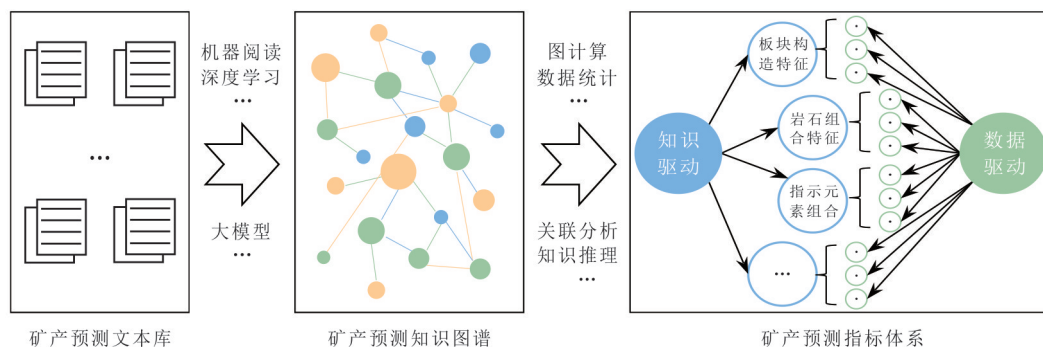 ...
矿产预测文本库
机器阅读
深度学习
...
大模型
...
矿产预测知识图谱
图计算
数据统计
...
关联分析
知识推理
...
知识
驱动
板块构
造特征
岩石组
合特征
指示元
素组合
...
数据
驱动
矿产预测指标体系